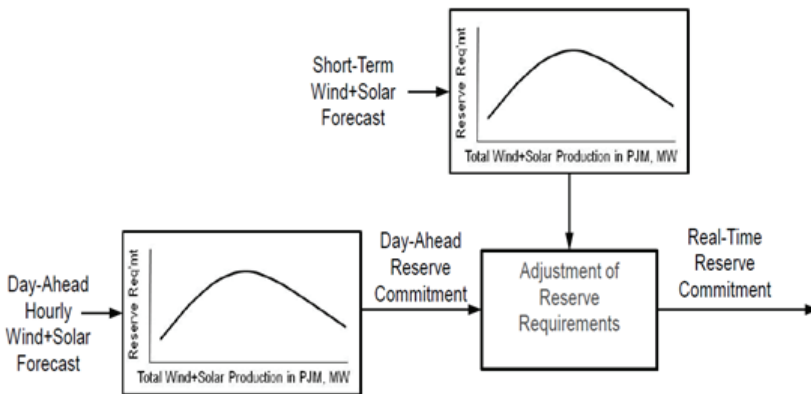 Short-Term
Wind+Solar
Forecast
Reserve Req'mt
Total Wind+Solar Production in PJM, MW
Day-Ahead
Hourly
Wind+Solar
Forecast
Reserve Req'mt
Total Wind+Solar Production in PJM, MW
Day-Ahead
Reserve
Commitment
Adjustment of
Reserve
Requirements
Real-Time
Reserve
Commitment